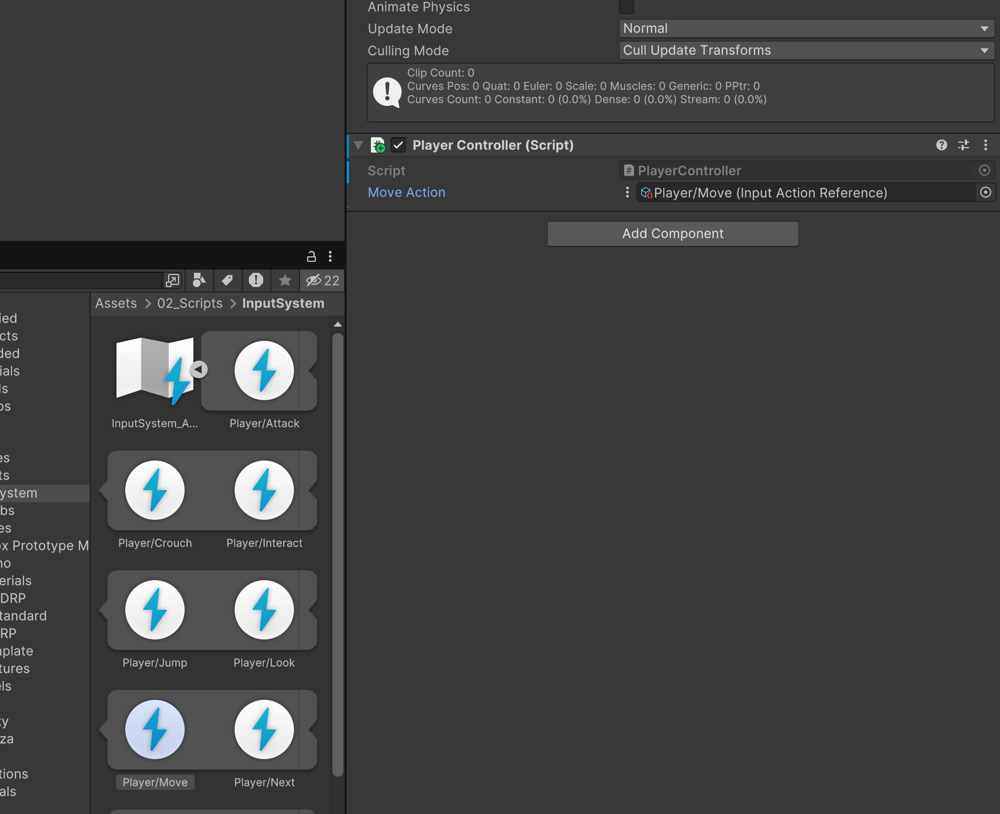 Animate Physics
Update Mode
Normal
Culling Mode
Cull Update Transforms
Clip Count: 0
Curves Pos: 0 Quat: 0 Euler: 0 Scale: 0 Muscles: 0 Generic: 0 PPtr: 0
Curves Count: 0 Constant: 0 (0.0%) Dense: 0 (0.0%) Stream: 0 (0.0%)
Player Controller (Script)
Script
PlayerController
Move Action
Player/Move (Input Action Reference)
Add Component
22
Assets > 02_Scripts > InputSystem
ied
cts
ded
ials
ls
os
es
ts
ystem
bs
es
ox Prototype M
no
erials
DRP
tandard
RP
nplate
tures
els
ty
za
tions
als
InputSystem_A...
Player/Attack
Player/Crouch
Player/Interact
Player/Jump
Player/Look
Player/Move
Player/Next